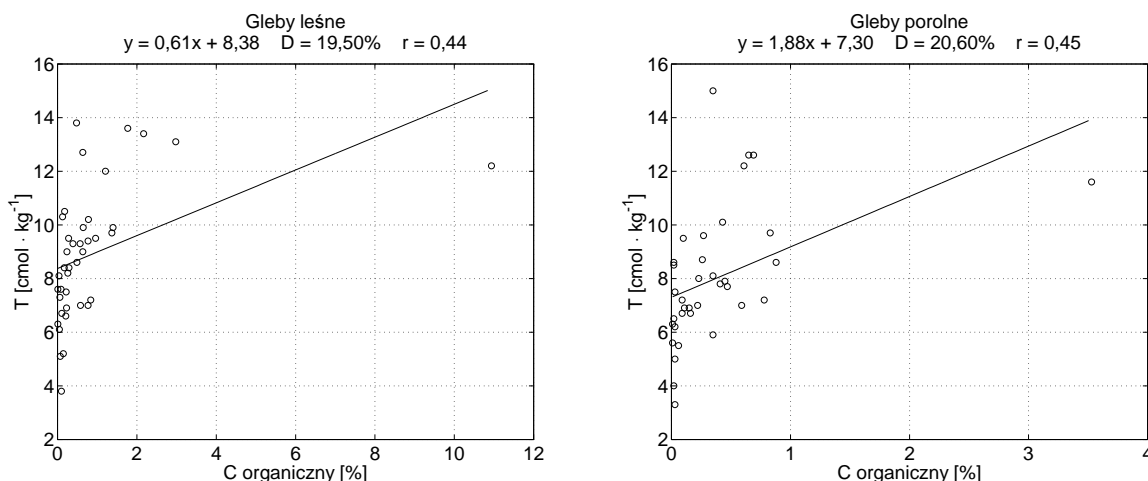 Gleby leśne
y = 0,61x + 8,38 D = 19,50% r = 0,44
16
14
12
10
8
6
4
2
T [cmol · kg⁻¹]
0 2 4 6 8 10 12
C organiczny [%]
Gleby porolne
y = 1,88x + 7,30 D = 20,60% r = 0,45
16
14
12
10
8
6
4
2
T [cmol · kg⁻¹]
0 1 2 3 4
C organiczny [%]